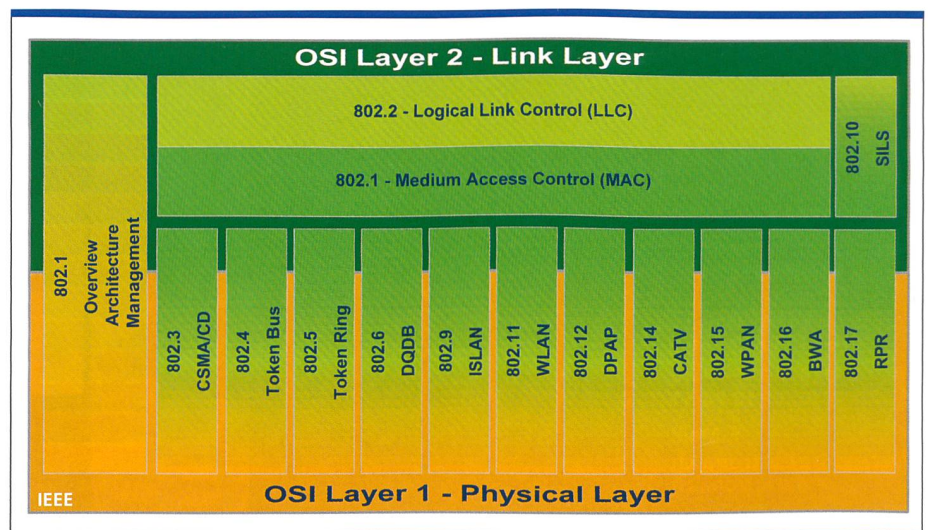 OSI Layer 2 - Link Layer
802.1
Overview
Architecture
Management
802.2 - Logical Link Control (LLC)
802.1 - Medium Access Control (MAC)
802.10
SILS
802.3
CSMA/CD
802.4
Token Bus
802.5
Token Ring
802.6
DQDB
802.9
ISLAN
802.11
WLAN
802.12
DPAP
802.14
CATV
802.15
WPAN
802.16
BWA
802.17
RPR
IEEE
OSI Layer 1 - Physical Layer